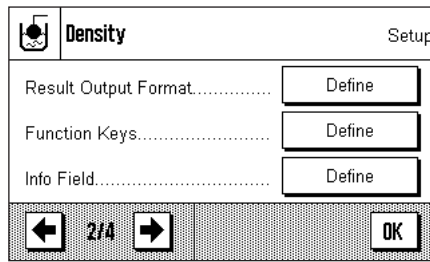 Density Setup
Result Output Format............... Define
Function Keys........................ Define
Info Field................................ Define
2/4 OK